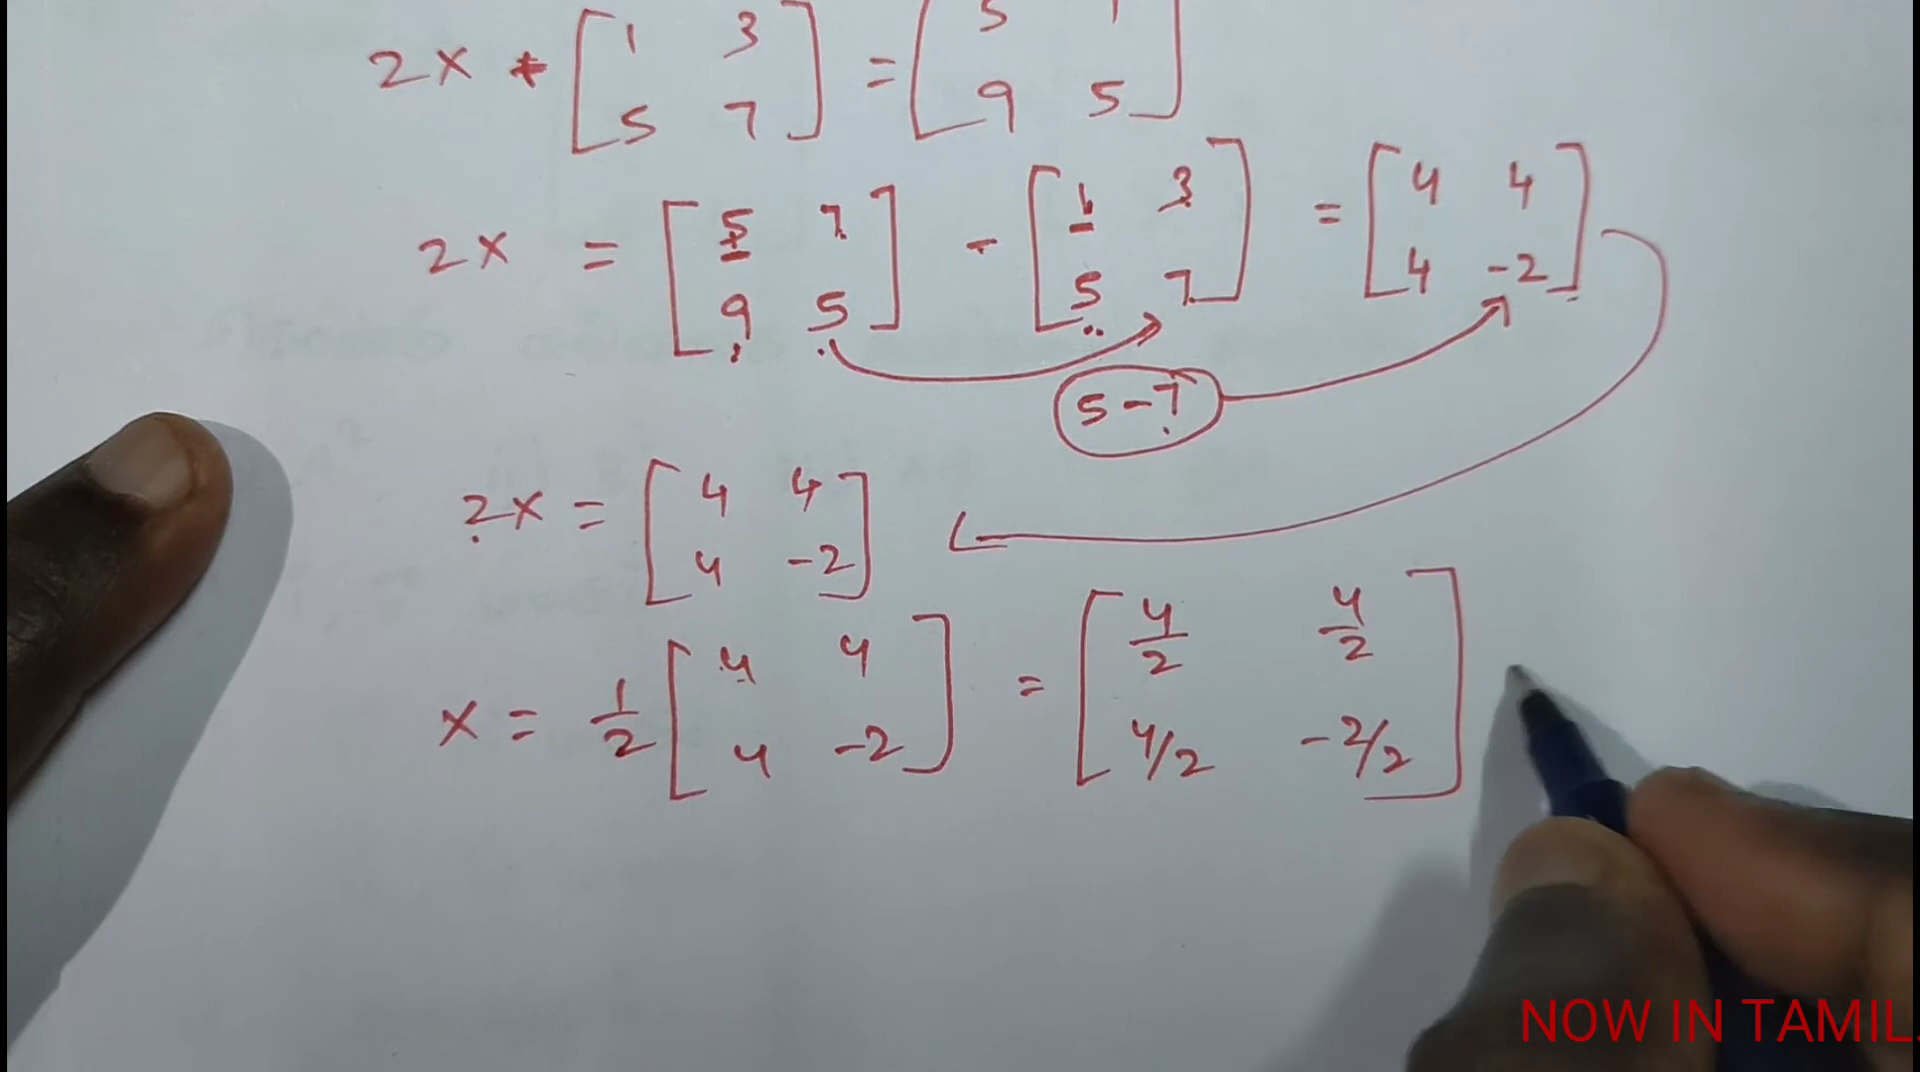 2x + [ 1 3 ] = [ 5 7 ]
[ 5 7 ] [ 9 5 ]
2x = [ 5 7 ] - [ 1 3 ] = [ 4 4 ]
[ 9 5 ] [ 5 7 ] [ 4 -2 ]
5-7
2x = [ 4 4 ]
[ 4 -2 ]
x = 1/2 [ 4 4 ] = [ 4/2 4/2 ]
[ 4 -2 ] [ 4/2 -2/2 ]
NOW IN TAMIL.